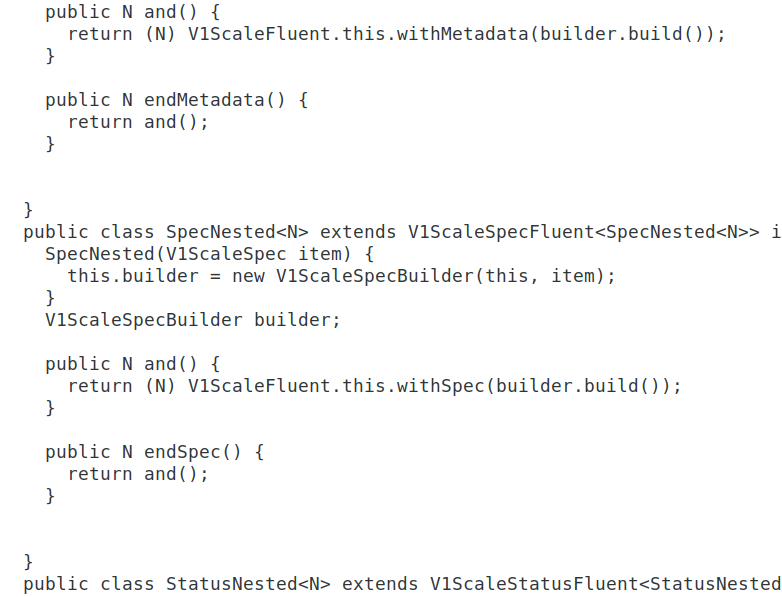 public N and() {
    return (N) V1ScaleFluent.this.withMetadata(builder.build());
  }

  public N endMetadata() {
    return and();
  }


}
public class SpecNested<N> extends V1ScaleSpecFluent<SpecNested<N>> i
  SpecNested(V1ScaleSpec item) {
    this.builder = new V1ScaleSpecBuilder(this, item);
  }
  V1ScaleSpecBuilder builder;

  public N and() {
    return (N) V1ScaleFluent.this.withSpec(builder.build());
  }

  public N endSpec() {
    return and();
  }


}
public class StatusNested<N> extends V1ScaleStatusFluent<StatusNested